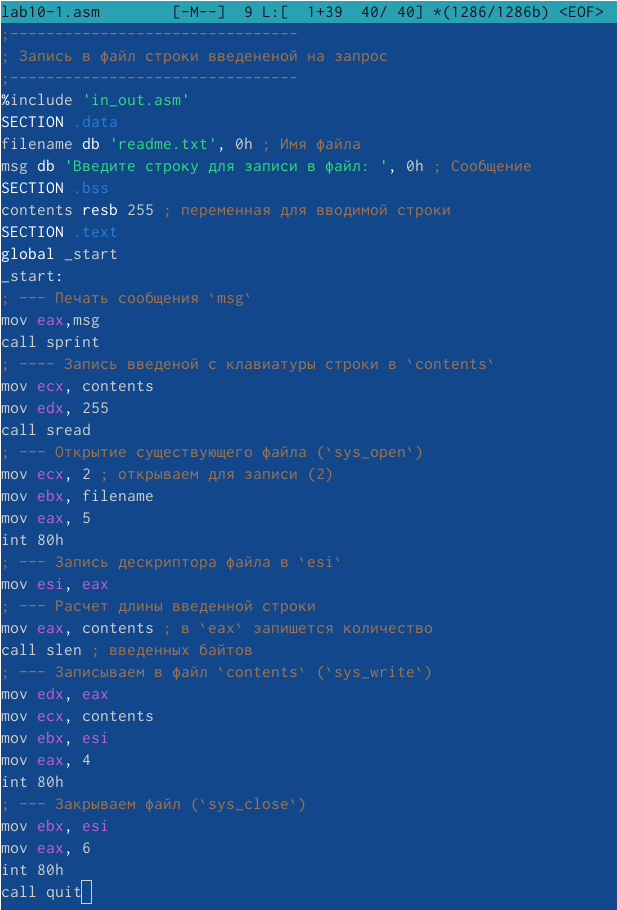 lab10-1.asm [-M--] 9 L:[ 1+39 40/ 40] *(1286/1286b) <EOF>
;--------------------------------
; Запись в файл строки введененой на запрос
;--------------------------------
%include 'in_out.asm'
SECTION .data
filename db 'readme.txt', 0h ; Имя файла
msg db 'Введите строку для записи в файл: ', 0h ; Сообщение
SECTION .bss
contents resb 255 ; переменная для вводимой строки
SECTION .text
global _start
_start:
; --- Печать сообщения `msg`
mov eax,msg
call sprint
; ---- Запись введеной с клавиатуры строки в `contents`
mov ecx, contents
mov edx, 255
call sread
; --- Открытие существующего файла (`sys_open`)
mov ecx, 2 ; открываем для записи (2)
mov ebx, filename
mov eax, 5
int 80h
; --- Запись дескриптора файла в `esi`
mov esi, eax
; --- Расчет длины введенной строки
mov eax, contents ; в `eax` запишется количество
call slen ; введенных байтов
; --- Записываем в файл `contents` (`sys_write`)
mov edx, eax
mov ecx, contents
mov ebx, esi
mov eax, 4
int 80h
; --- Закрываем файл (`sys_close`)
mov ebx, esi
mov eax, 6
int 80h
call quit